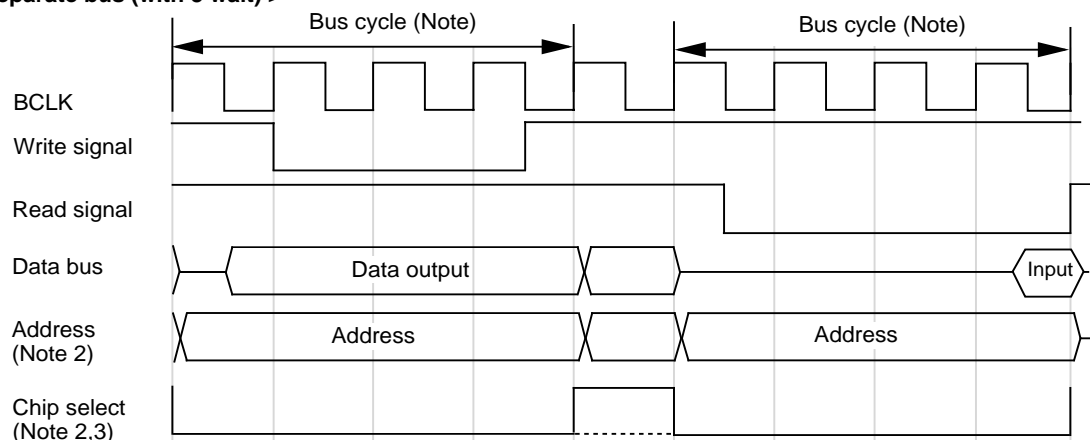 Bus cycle (Note)
Bus cycle (Note)
BCLK
Write signal
Read signal
Data bus
Data output
Input
Address
(Note 2)
Address
Address
Chip select
(Note 2,3)